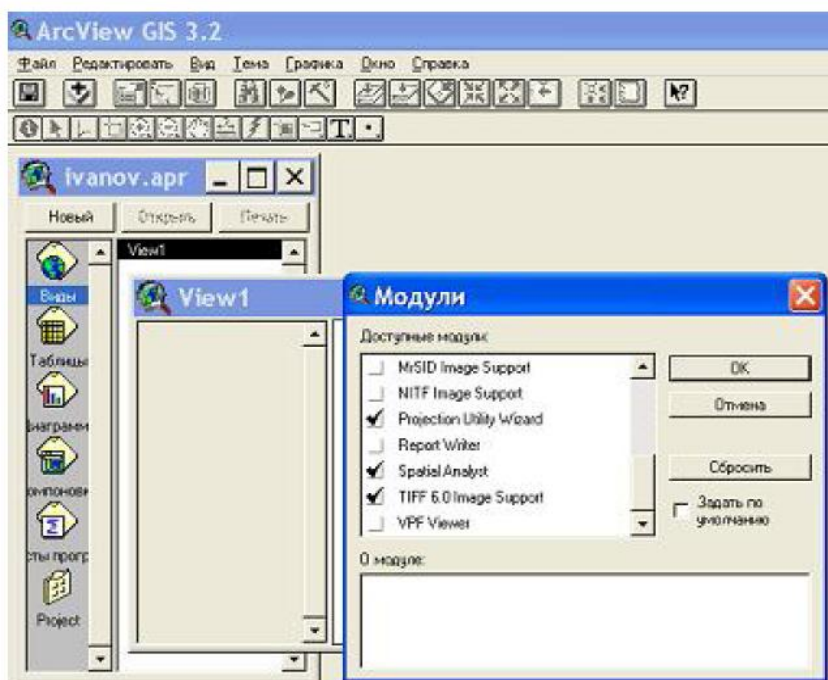 ArcView GIS 3.2
Файл Редактировать Вид Тема Графика Окно Справка
T.
ivanov.apr
Новый Открыть Печать
View1
Виды
Таблицы
Project
View1
Модули
Доступные модули:
MrSID Image Support
NITF Image Support
Projection Utility Wizard
Report Writer
Spatial Analyst
TIFF 6.0 Image Support
VPF Viewer
OK
Отмена
Сбросить
Задать по
умолчанию
О модуле: